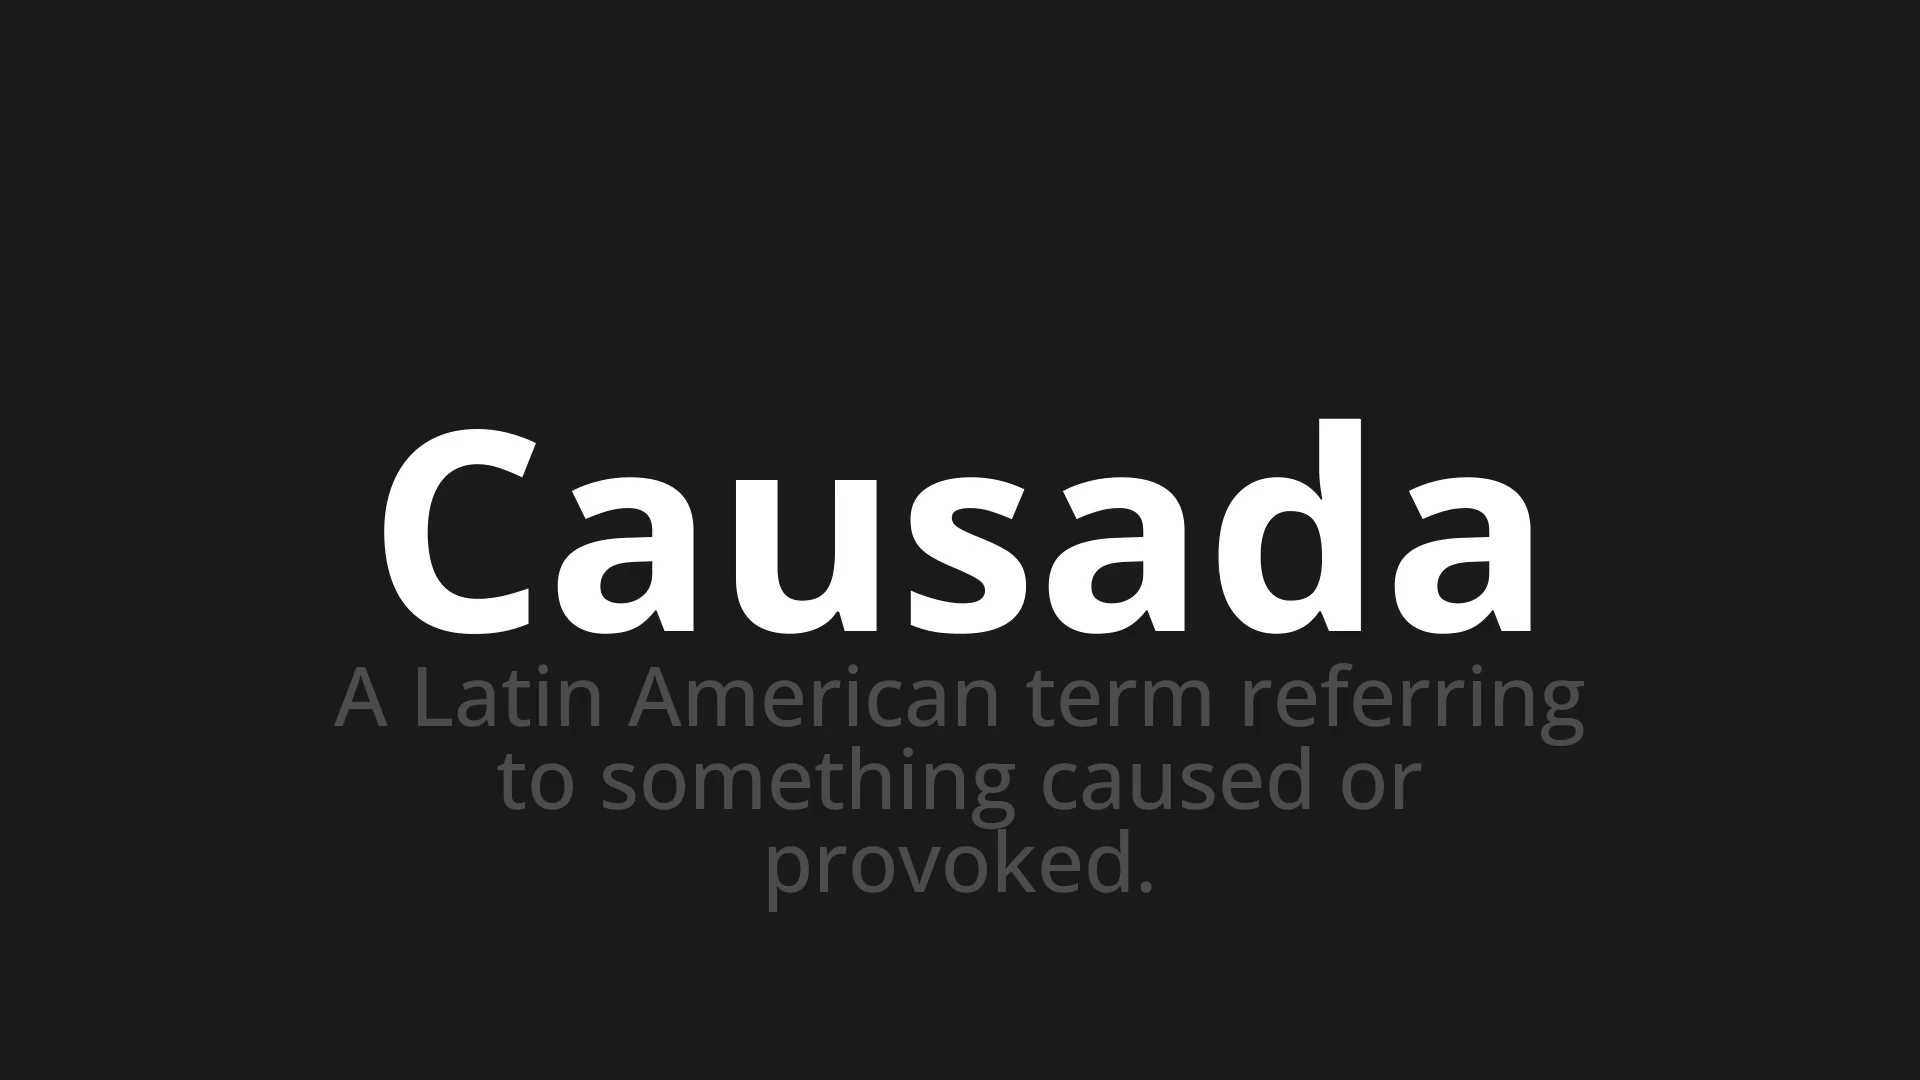 Causada
A Latin American term referring
to something caused or
provoked.